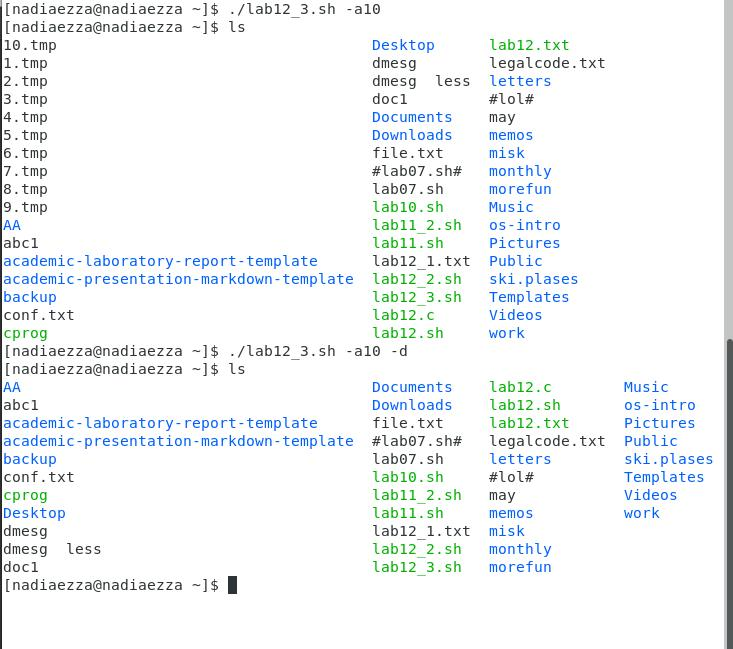 [nadiaezza@nadiaezza ~]$ ./lab12_3.sh -a10
[nadiaezza@nadiaezza ~]$ ls
10.tmp Desktop lab12.txt
1.tmp dmesg legalcode.txt
2.tmp dmesg  less letters
3.tmp doc1 #lol#
4.tmp Documents may
5.tmp Downloads memos
6.tmp file.txt misk
7.tmp #lab07.sh# monthly
8.tmp lab07.sh morefun
9.tmp lab10.sh Music
AA lab11_2.sh os-intro
abc1 lab11.sh Pictures
academic-laboratory-report-template lab12_1.txt Public
academic-presentation-markdown-template lab12_2.sh ski.plases
backup lab12_3.sh Templates
conf.txt lab12.c Videos
cprog lab12.sh work
[nadiaezza@nadiaezza ~]$ ./lab12_3.sh -a10 -d
[nadiaezza@nadiaezza ~]$ ls
AA Documents lab12.c Music
abc1 Downloads lab12.sh os-intro
academic-laboratory-report-template file.txt lab12.txt Pictures
academic-presentation-markdown-template #lab07.sh# legalcode.txt Public
backup lab07.sh letters ski.plases
conf.txt lab10.sh #lol# Templates
cprog lab11_2.sh may Videos
Desktop lab11.sh memos work
dmesg lab12_1.txt misk
dmesg  less lab12_2.sh monthly
doc1 lab12_3.sh morefun
[nadiaezza@nadiaezza ~]$